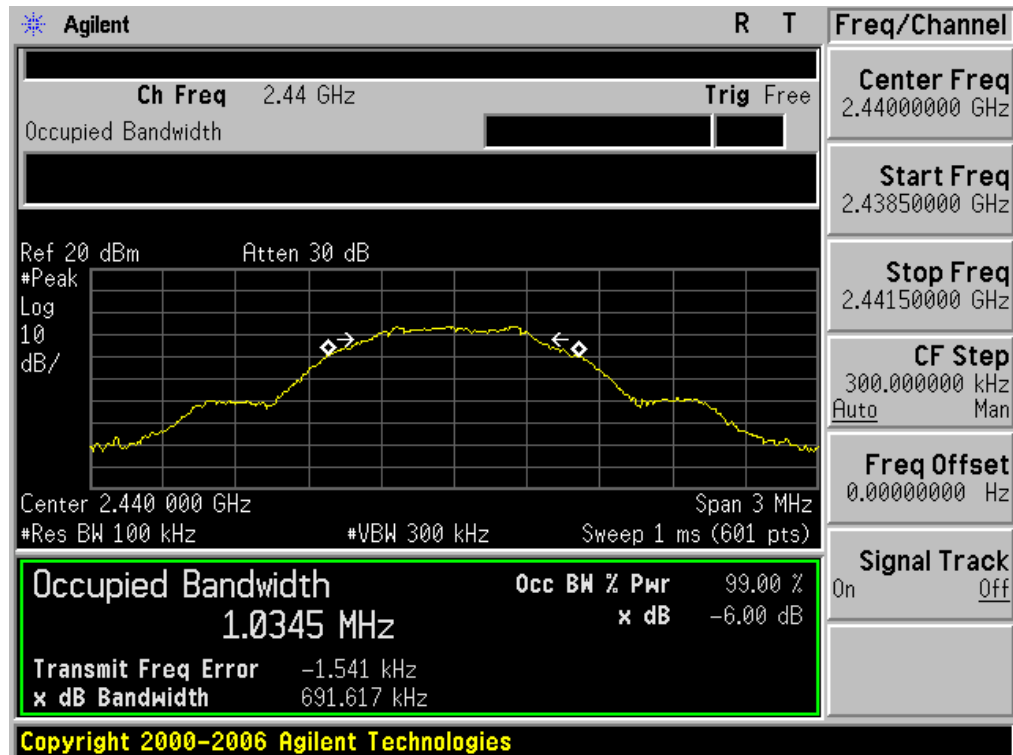 Agilent R T
Freq/Channel
Ch Freq 2.44 GHz Trig Free
Occupied Bandwidth
Center Freq
2.44000000 GHz
Start Freq
2.43850000 GHz
Stop Freq
2.44150000 GHz
CF Step
300.000000 kHz
Auto Man
Freq Offset
0.00000000 Hz
Signal Track
On Off
Ref 20 dBm Atten 30 dB
#Peak
Log
10
dB/
Center 2.440 000 GHz Span 3 MHz
#Res BW 100 kHz #VBW 300 kHz Sweep 1 ms (601 pts)
Occupied Bandwidth
1.0345 MHz
Occ BW % Pwr 99.00 %
x dB -6.00 dB
Transmit Freq Error -1.541 kHz
x dB Bandwidth 691.617 kHz
Copyright 2000-2006 Agilent Technologies